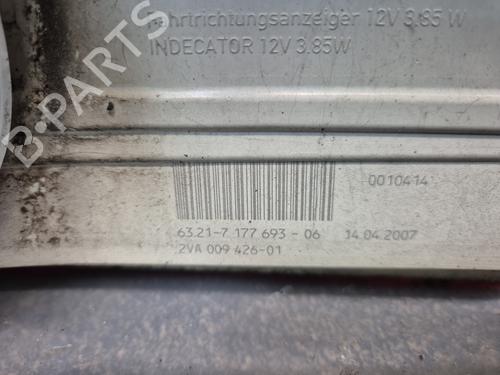 12V 3.85 W
INDECATOR 12V 3.85W
0010414
63.21-7 177 693 - 06 14 04 2007
2VA 009 426-01
B-PARTS